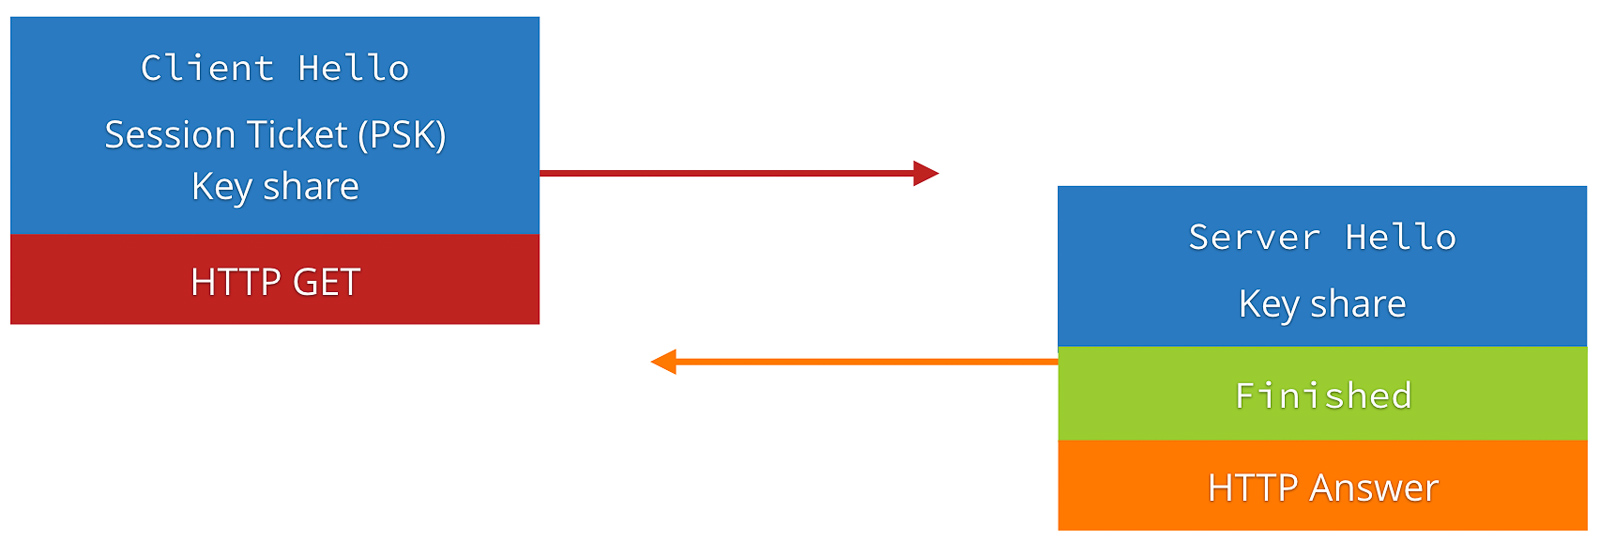 Client Hello
Session Ticket (PSK)
Key share
HTTP GET
Server Hello
Key share
Finished
HTTP Answer